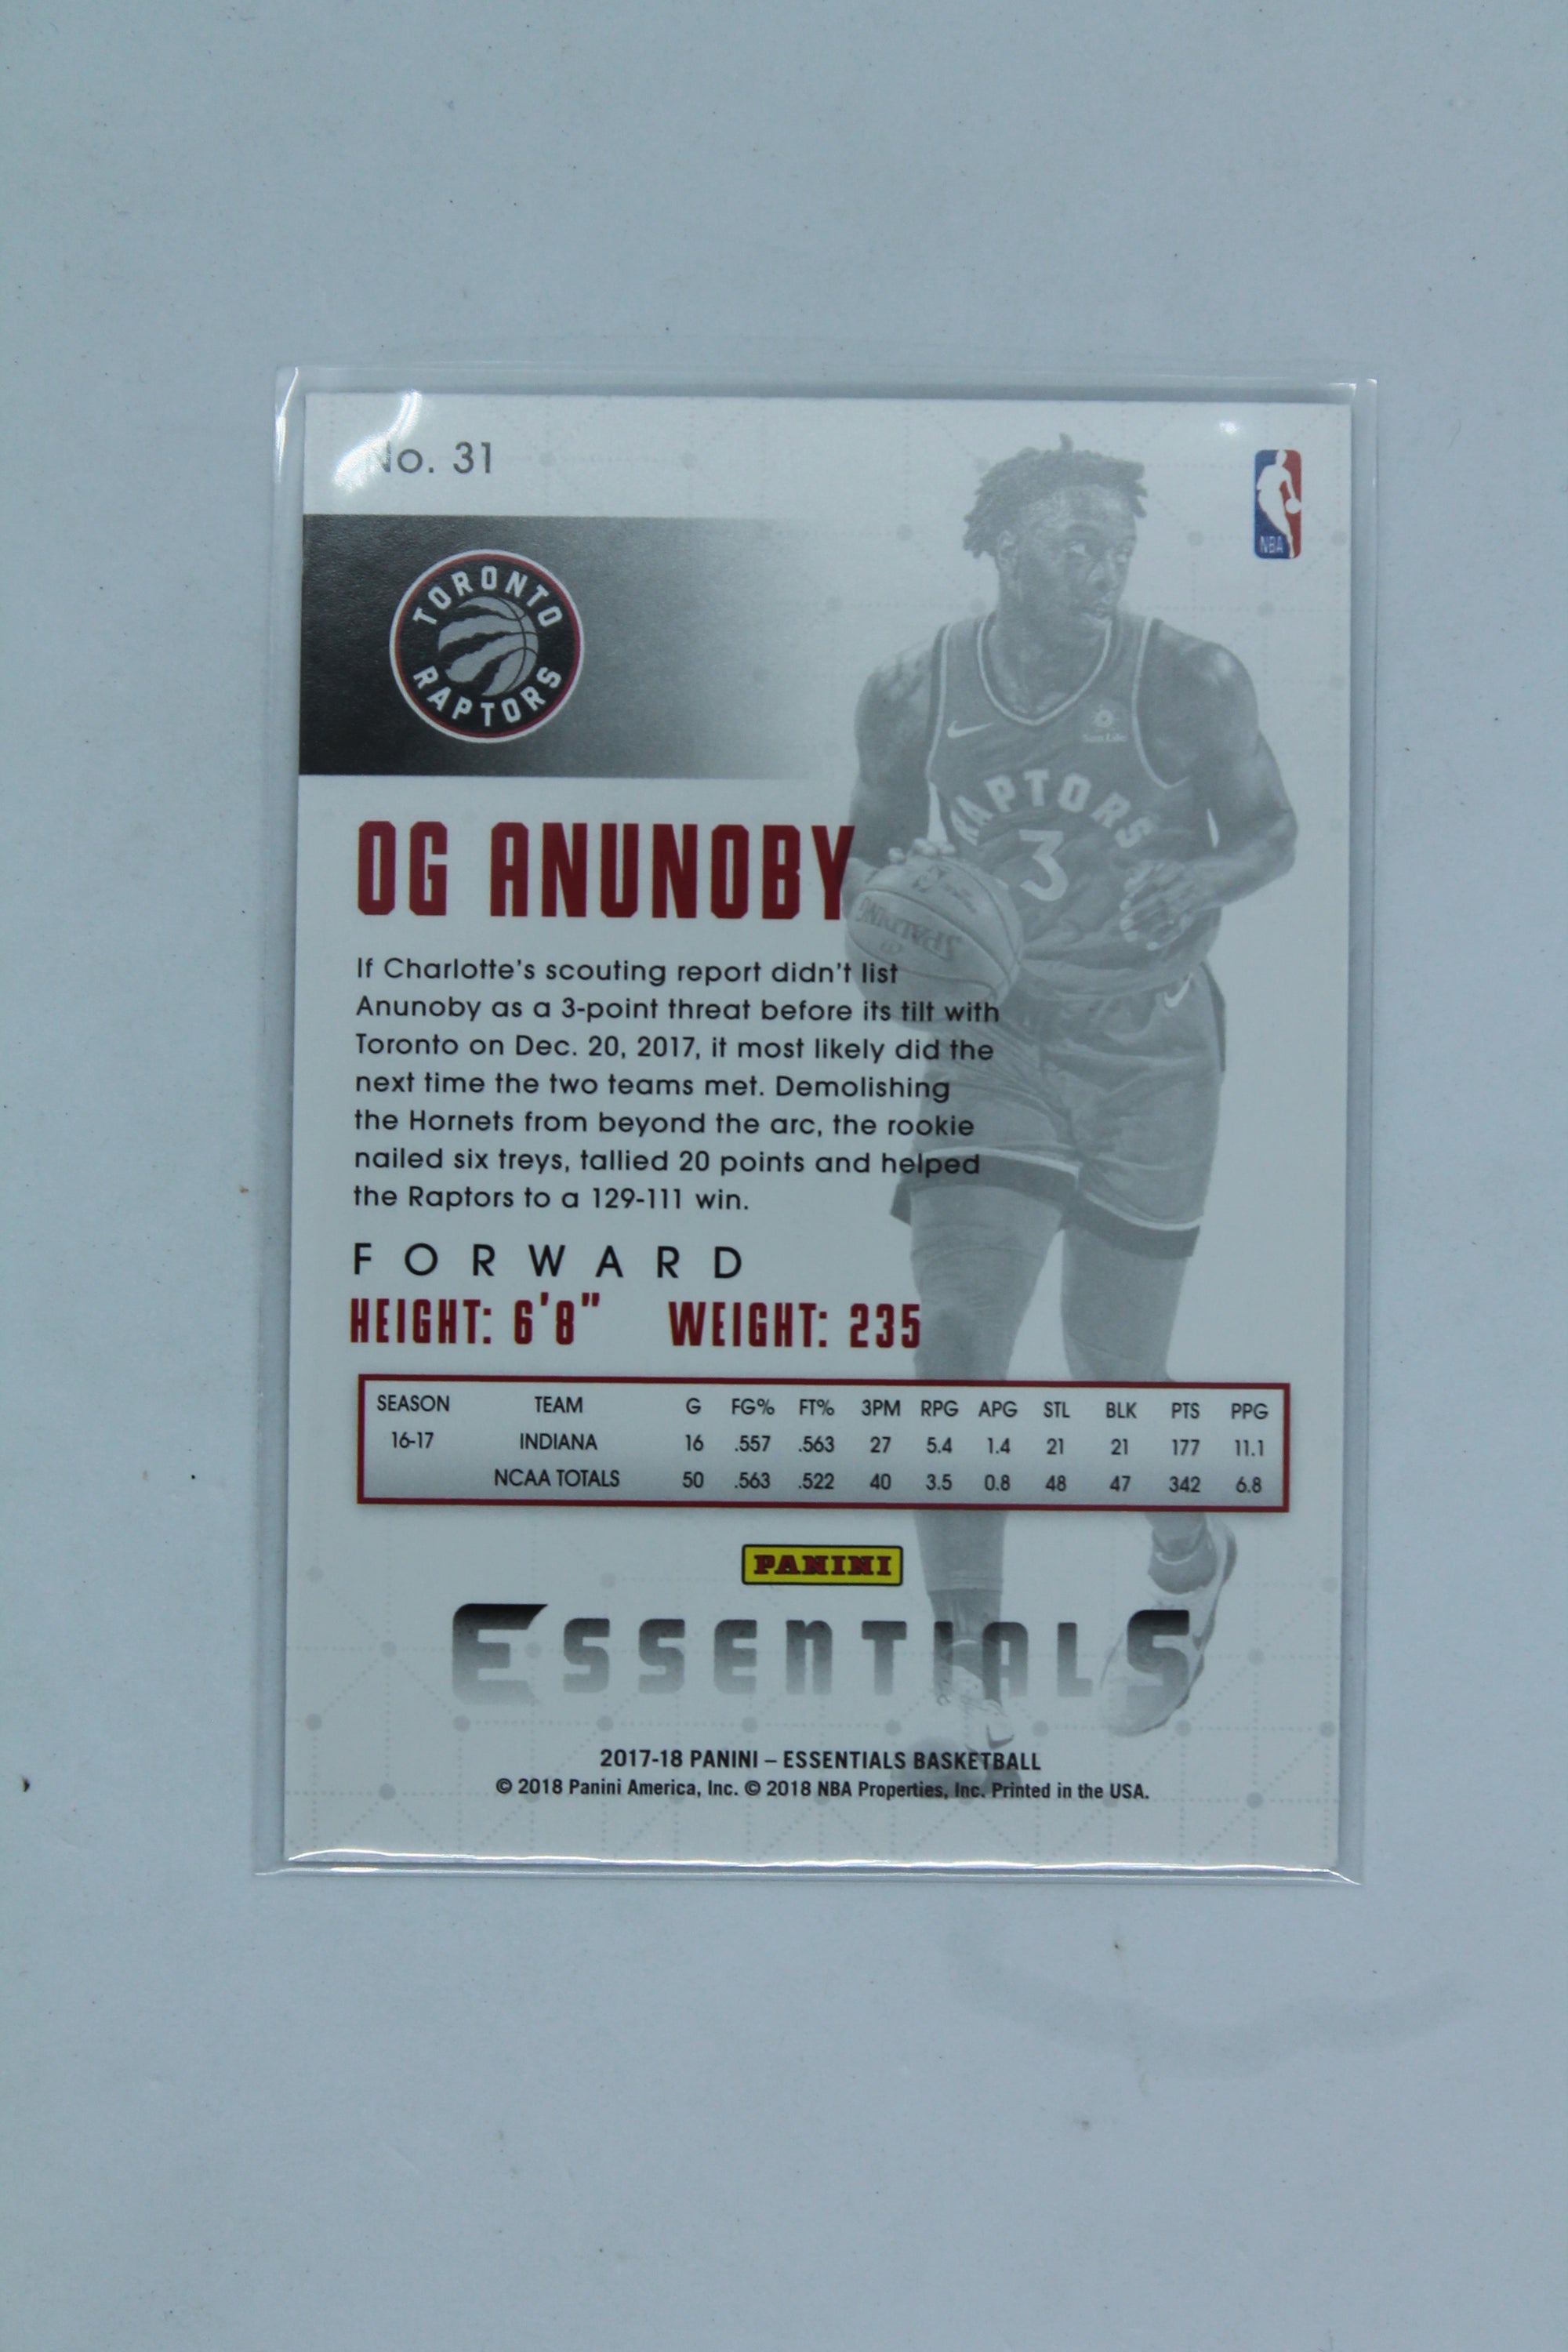 No. 31
NBA
TORONTO
RAPTORS
Sun Life
RAPTORS
3
SPALDING
OG ANUNOBY
If Charlotte's scouting report didn't list
Anunoby as a 3-point threat before its tilt with
Toronto on Dec. 20, 2017, it most likely did the
next time the two teams met. Demolishing
the Hornets from beyond the arc, the rookie
nailed six treys, tallied 20 points and helped
the Raptors to a 129-111 win.
FORWARD
HEIGHT: 6'8" WEIGHT: 235
SEASON TEAM G FG% FT% 3PM RPG APG STL BLK PTS PPG
16-17 INDIANA 16 .557 .563 27 5.4 1.4 21 21 177 11.1
NCAA TOTALS 50 .563 .522 40 3.5 0.8 48 47 342 6.8
PANINI
ESSENTIALS
2017-18 PANINI – ESSENTIALS BASKETBALL
© 2018 Panini America, Inc. © 2018 NBA Properties, Inc. Printed in the USA.